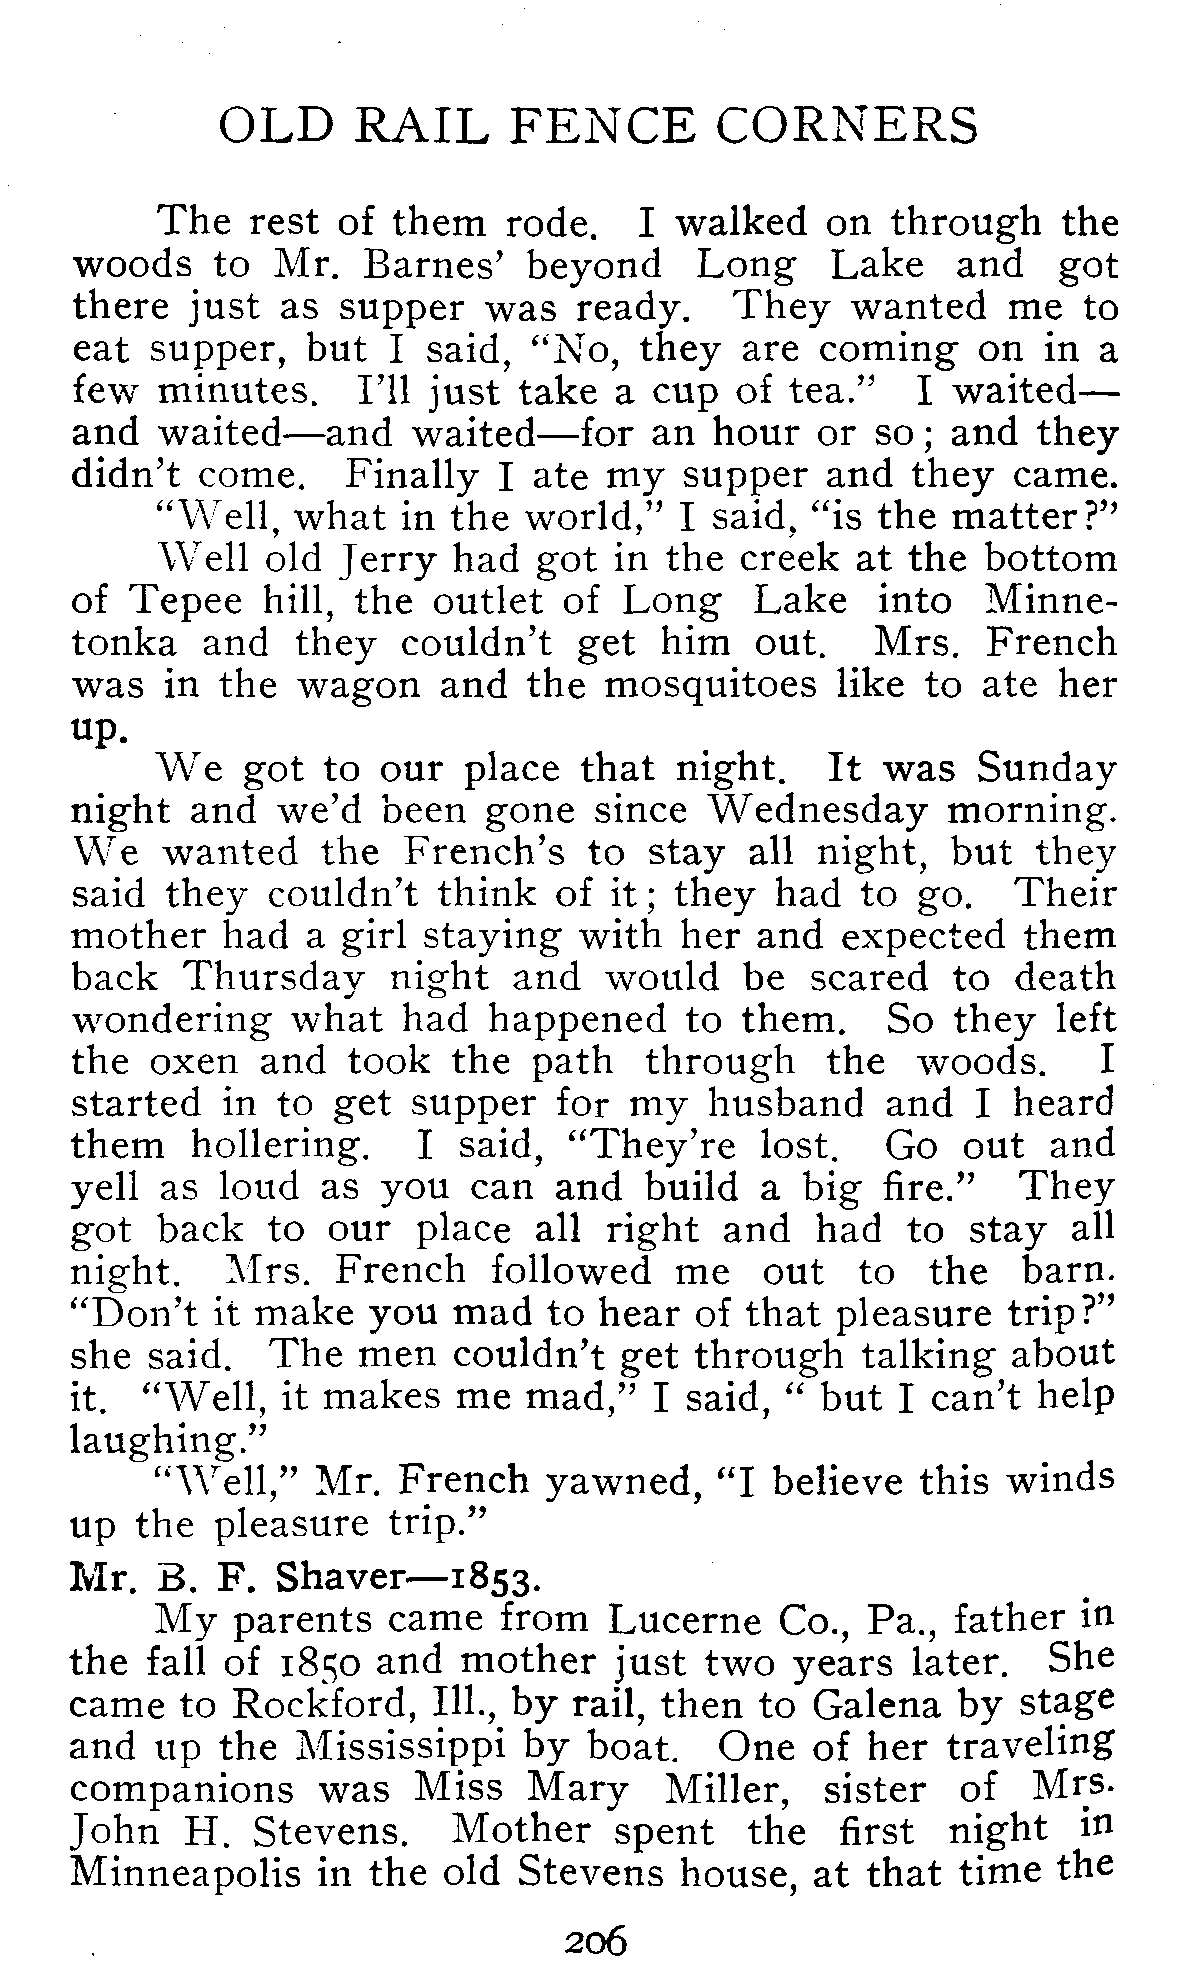 OLD RAIL FENCE CORNERS
The rest of them rode. I walked on through the
woods to Mr. Barnes' beyond Long Lake and got
there just as supper was ready. They wanted me to
eat supper, but I said, "No, they are coming on in a
few minutes. I'll just take a cup of tea." I waited—
and waited—and waited—for an hour or so; and they
didn't come. Finally I ate my supper and they came.
"Well, what in the world," I said, "is the matter?"
Well old Jerry had got in the creek at the bottom
of Tepee hill, the outlet of Long Lake into Minne-
tonka and they couldn't get him out. Mrs. French
was in the wagon and the mosquitoes like to ate her
up.
We got to our place that night. It was Sunday
night and we'd been gone since Wednesday morning.
We wanted the French's to stay all night, but they
said they couldn't think of it; they had to go. Their
mother had a girl staying with her and expected them
back Thursday night and would be scared to death
wondering what had happened to them. So they left
the oxen and took the path through the woods. I
started in to get supper for my husband and I heard
them hollering. I said, "They're lost. Go out and
yell as loud as you can and build a big fire." They
got back to our place all right and had to stay all
night. Mrs. French followed me out to the barn.
"Don't it make you mad to hear of that pleasure trip?"
she said. The men couldn't get through talking about
it. "Well, it makes me mad," I said, " but I can't help
laughing."
"Well," Mr. French yawned, "I believe this winds
up the pleasure trip."
Mr. B. F. Shaver—1853.
My parents came from Lucerne Co., Pa., father in
the fall of 1850 and mother just two years later. She
came to Rockford, Ill., by rail, then to Galena by stage
and up the Mississippi by boat. One of her traveling
companions was Miss Mary Miller, sister of Mrs.
John H. Stevens. Mother spent the first night in
Minneapolis in the old Stevens house, at that time the
206